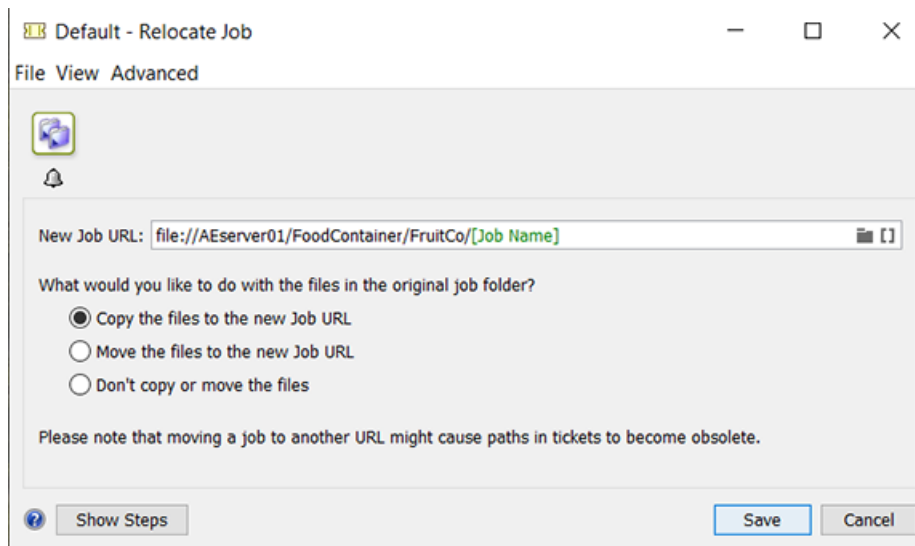 Default - Relocate Job
File View Advanced
New Job URL: file://AEserver01/FoodContainer/FruitCo/[Job Name]
What would you like to do with the files in the original job folder?
Copy the files to the new Job URL
Move the files to the new Job URL
Don't copy or move the files
Please note that moving a job to another URL might cause paths in tickets to become obsolete.
Show Steps Save Cancel